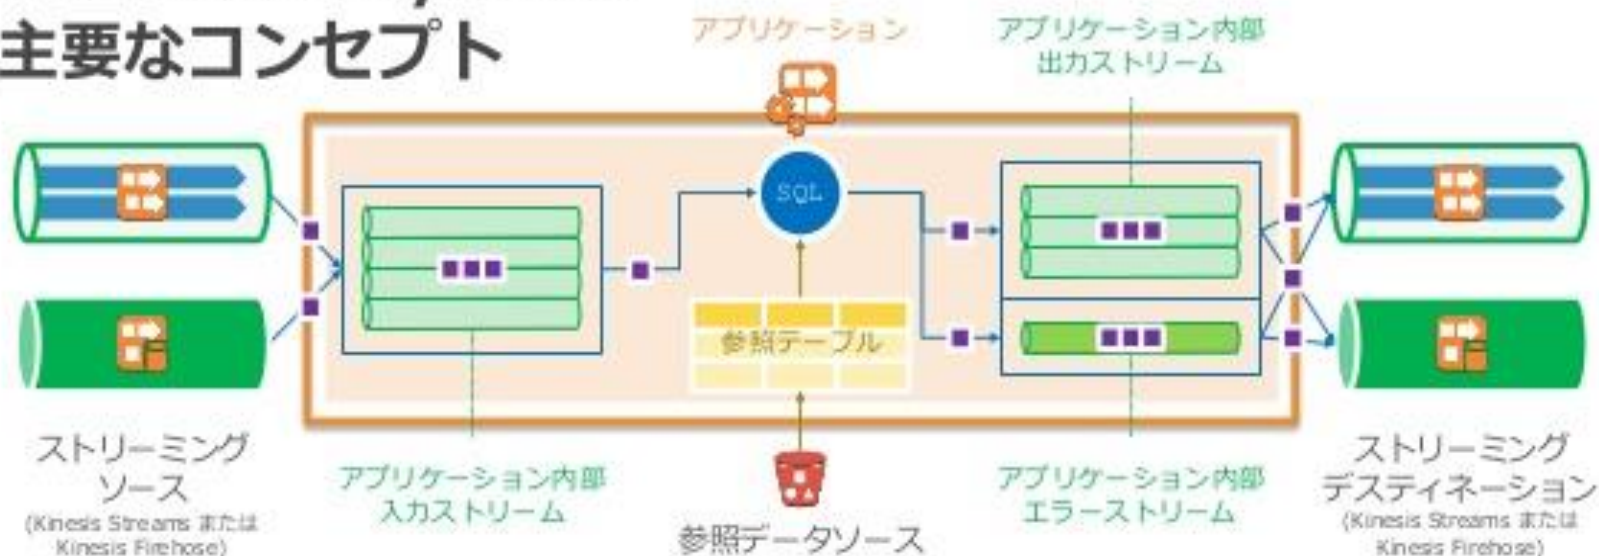 主要なコンセプト
アプリケーション
アプリケーション内部
出力ストリーム
SQL
参照テーブル
ストリーミング
ソース
(Kinesis Streams または
Kinesis Firehose)
アプリケーション内部
入力ストリーム
参照データソース
アプリケーション内部
エラーストリーム
ストリーミング
デスティネーション
(Kinesis Streams または
Kinesis Firehose)